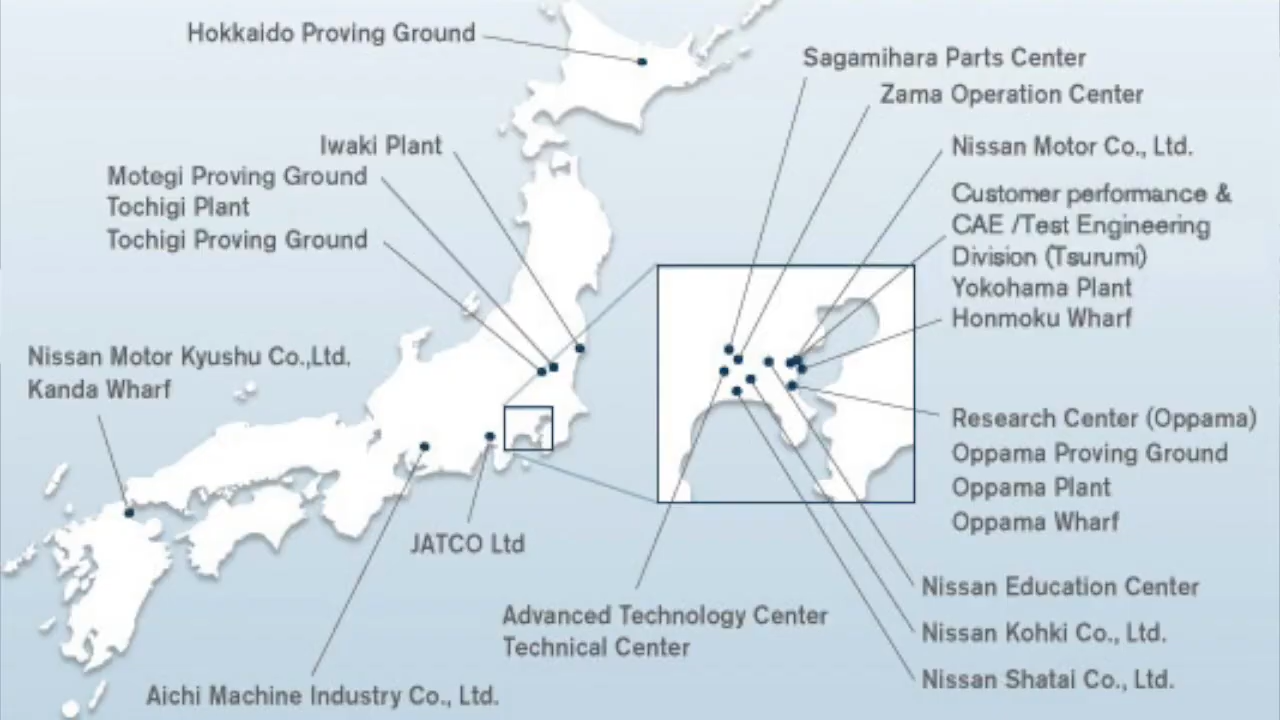 Hokkaido Proving Ground
Sagamihara Parts Center
Zama Operation Center
Iwaki Plant
Nissan Motor Co., Ltd.
Motegi Proving Ground
Tochigi Plant
Tochigi Proving Ground
Customer performance &
CAE /Test Engineering
Division (Tsurumi)
Yokohama Plant
Honmoku Wharf
Nissan Motor Kyushu Co.,Ltd.
Kanda Wharf
Research Center (Oppama)
Oppama Proving Ground
Oppama Plant
Oppama Wharf
JATCO Ltd
Nissan Education Center
Advanced Technology Center
Technical Center
Nissan Kohki Co., Ltd.
Nissan Shatai Co., Ltd.
Aichi Machine Industry Co., Ltd.